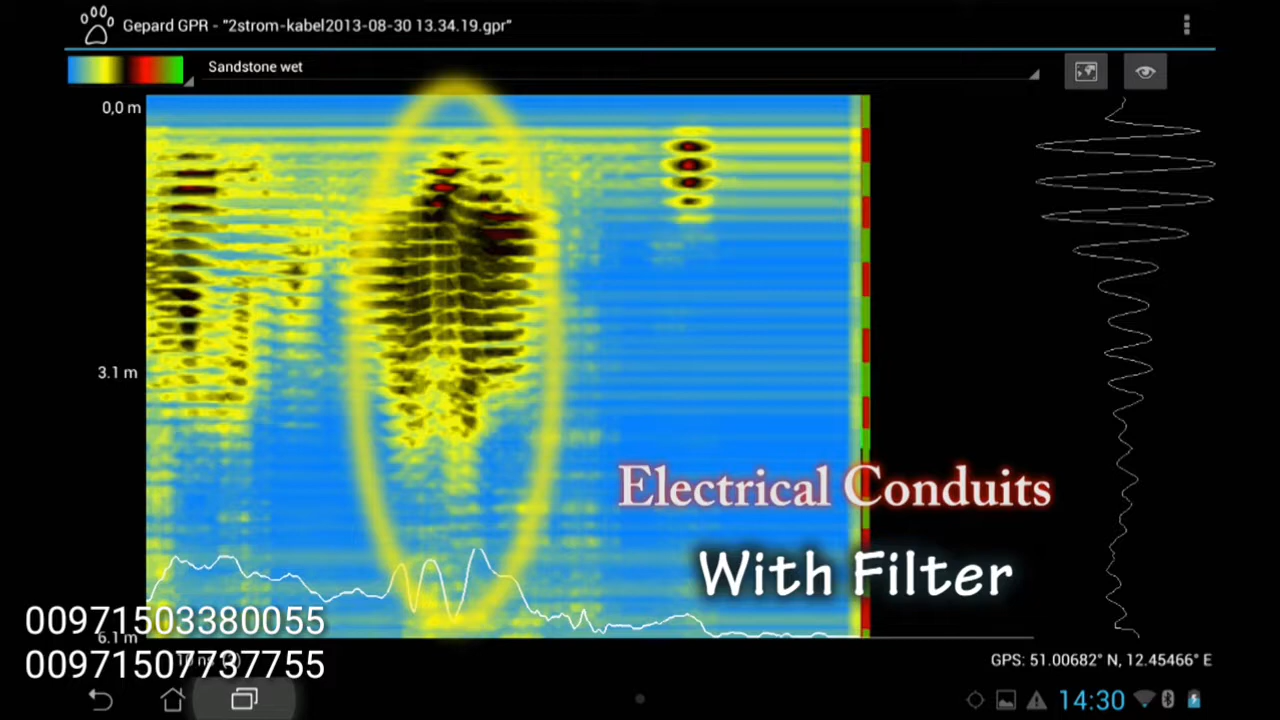 Gepard GPR - "2strom-kabel2013-08-30 13.34.19.gpr"
Sandstone wet
0,0 m
3.1 m
Electrical Conduits
With Filter
00971503380055
6.1 m
00971507737755
GPS: 51.00682° N, 12.45466° E
14:30